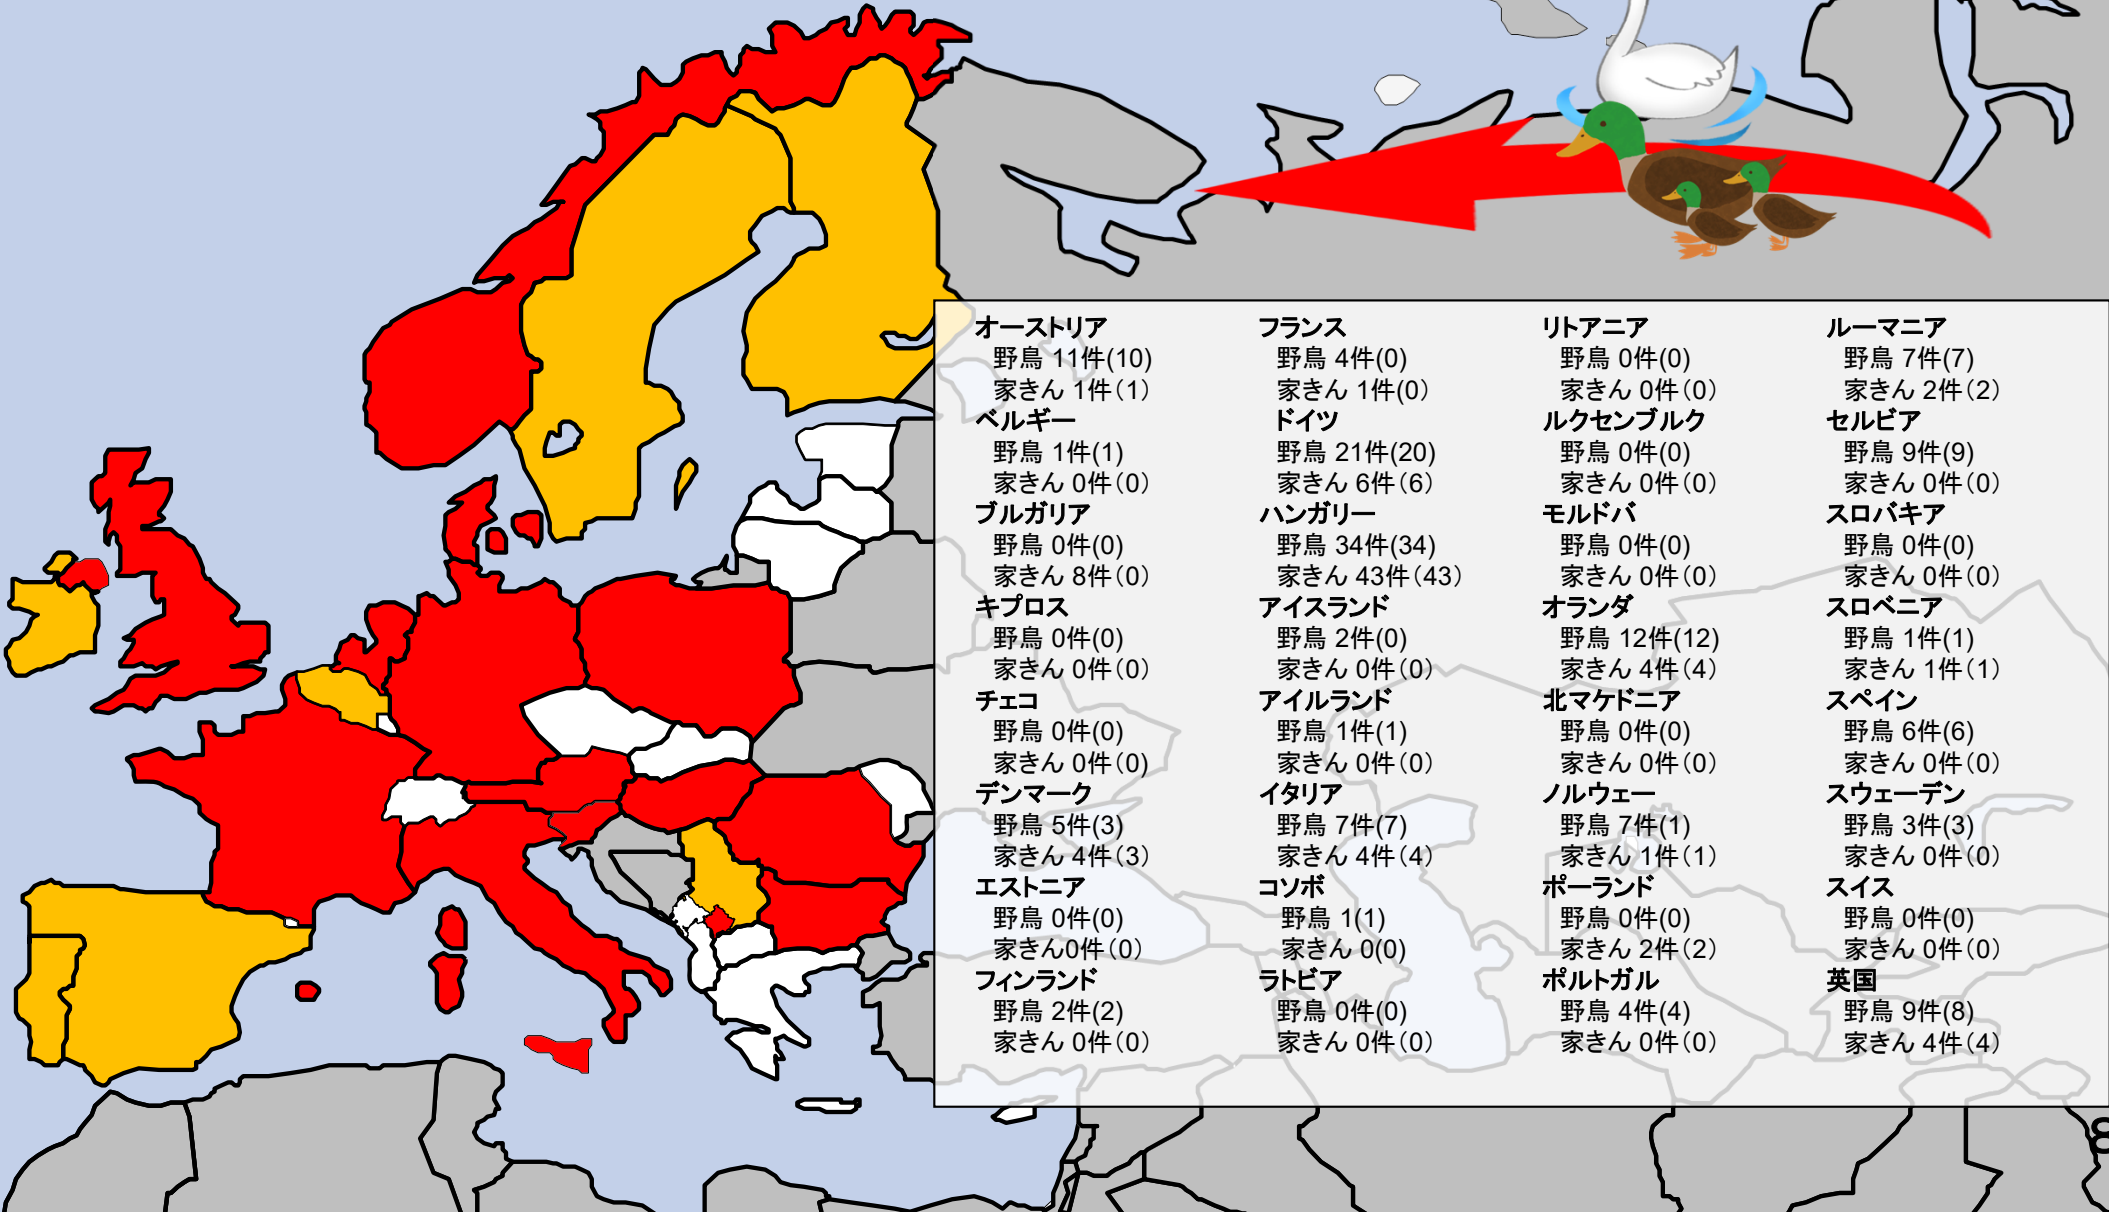 オーストリア
野鳥 11件(10)
家きん 1件（1）
ベルギー
野鳥 1件(1)
家きん 0件（0）
ブルガリア
野鳥 0件(0)
家きん 8件（0）
キプロス
野鳥 0件(0)
家きん 0件（0）
チェコ
野鳥 0件(0)
家きん 0件（0）
デンマーク
野鳥 5件(3)
家きん 4件（3）
エストニア
野鳥 0件(0)
家きん0件（0）
フィンランド
野鳥 2件(2)
家きん 0件（0）
フランス
野鳥 4件(0)
家きん 1件(0）
ドイツ
野鳥 21件(20)
家きん 6件（6）
ハンガリー
野鳥 34件(34)
家きん 43件（43）
アイスランド
野鳥 2件(0)
家きん 0件（0）
アイルランド
野鳥 1件(1)
家きん 0件（0）
イタリア
野鳥 7件(7)
家きん 4件（4）
コソボ
野鳥 1(1)
家きん 0(0)
ラトビア
野鳥 0件(0)
家きん 0件（0）
リトアニア
野鳥 0件(0)
家きん 0件（0）
ルクセンブルク
野鳥 0件(0)
家きん 0件（0）
モルドバ
野鳥 0件(0)
家きん 0件（0）
オランダ
野鳥 12件(12)
家きん 4件（4）
北マケドニア
野鳥 0件(0)
家きん 0件（0）
ノルウェー
野鳥 7件(1)
家きん 1件（1）
ポーランド
野鳥 0件(0)
家きん 2件（2）
ポルトガル
野鳥 4件(4)
家きん 0件（0）
ルーマニア
野鳥 7件(7)
家きん 2件（2）
セルビア
野鳥 9件(9)
家きん 0件（0）
スロバキア
野鳥 0件(0)
家きん 0件（0）
スロベニア
野鳥 1件(1)
家きん 1件（1）
スペイン
野鳥 6件(6)
家きん 0件（0）
スウェーデン
野鳥 3件(3)
家きん 0件（0）
スイス
野鳥 0件(0)
家きん 0件（0）
英国
野鳥 9件(8)
家きん 4件（4）